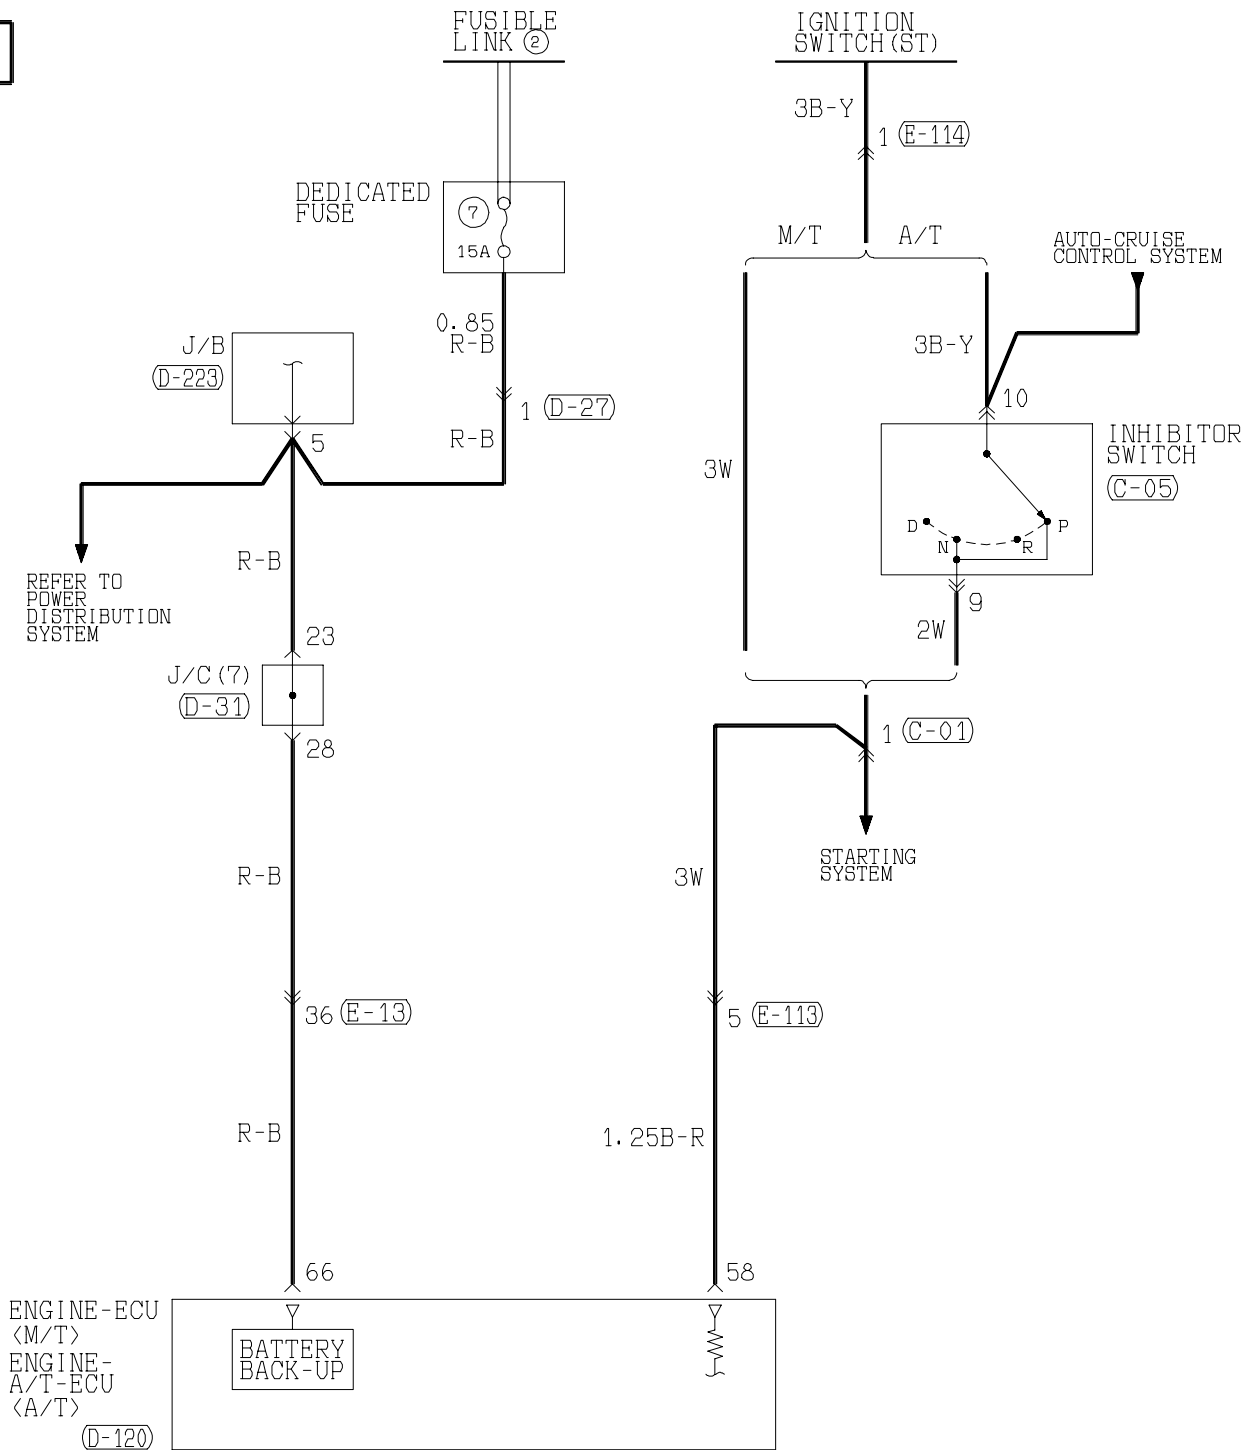 FUSIBLE
LINK ②
IGNITION
SWITCH(ST)
3B-Y
1 (E-114)
DEDICATED
FUSE
7
15A
M/T
A/T
AUTO-CRUISE
CONTROL SYSTEM
0.85
R-B
J/B
(D-223)
3B-Y
10
1 (D-27)
5
R-B
INHIBITOR
SWITCH
(C-05)
3W
D
N
R
P
R-B
REFER TO
POWER
DISTRIBUTION
SYSTEM
9
2W
23
J/C(7)
(D-31)
28
1 (C-01)
STARTING
SYSTEM
R-B
3W
36 (E-13)
5 (E-113)
R-B
1.25B-R
66
58
ENGINE-ECU
<M/T>
ENGINE-
A/T-ECU
<A/T>
(D-120)
BATTERY
BACK-UP